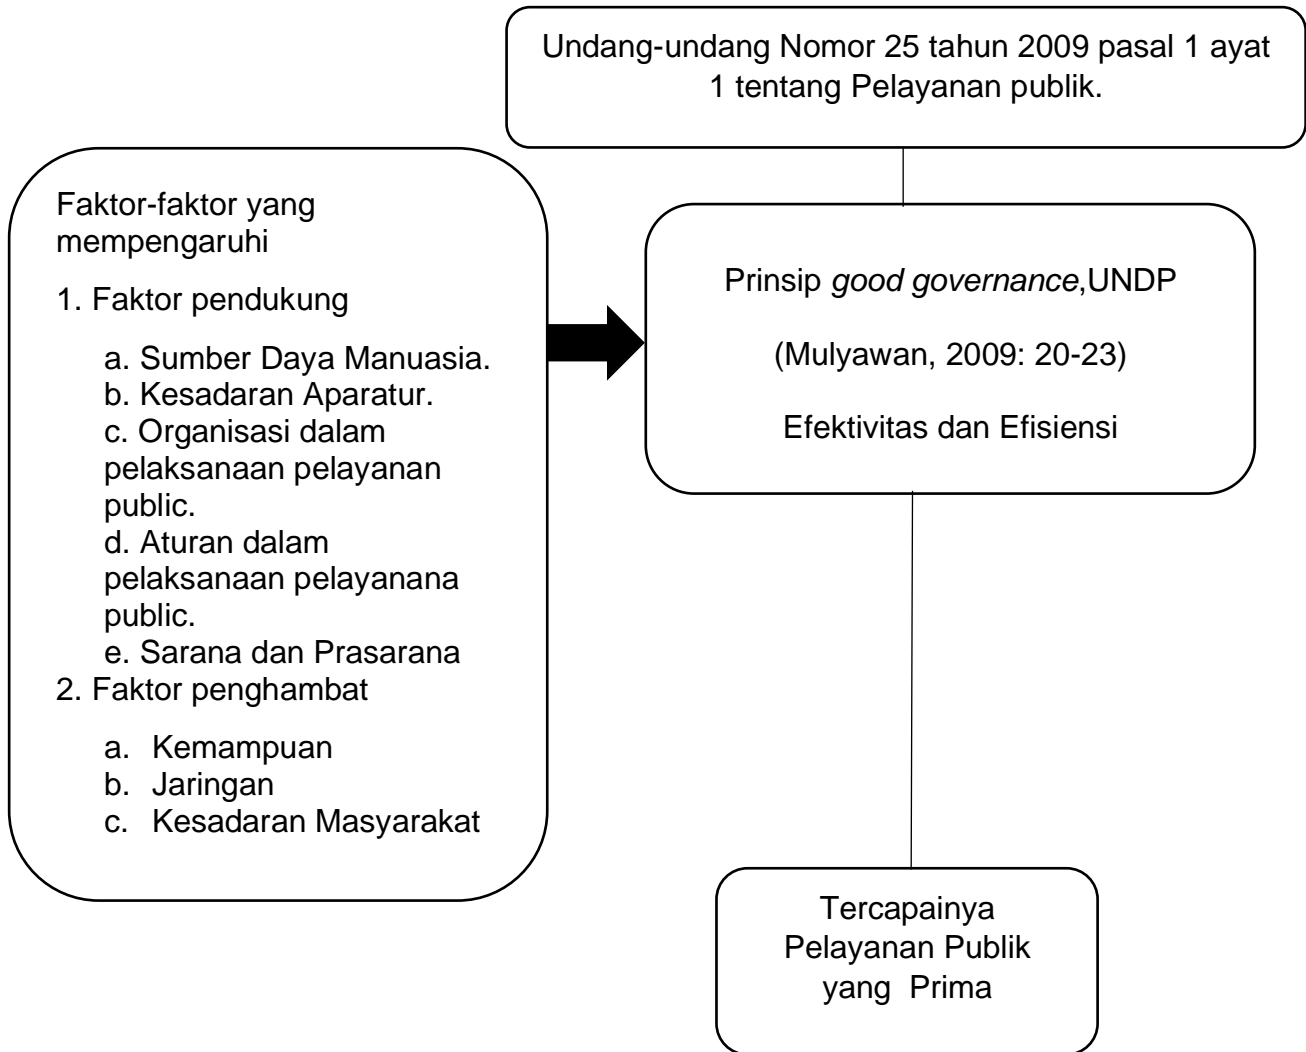 Undang-undang Nomor 25 tahun 2009 pasal 1 ayat
1 tentang Pelayanan publik.
Faktor-faktor yang
mempengaruhi
1. Faktor pendukung
a. Sumber Daya Manuasia.
b. Kesadaran Aparatur.
c. Organisasi dalam
pelaksanaan pelayanan
public.
d. Aturan dalam
pelaksanaan pelayanana
public.
e. Sarana dan Prasarana
2. Faktor penghambat
a. Kemampuan
b. Jaringan
c. Kesadaran Masyarakat
Prinsip good governance,UNDP
(Mulyawan, 2009: 20-23)
Efektivitas dan Efisiensi
Tercapainya
Pelayanan Publik
yang Prima